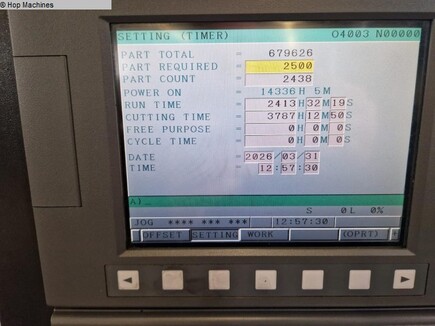 © Hop Machines
SETTING (TIMER) O4003 N00000
PART TOTAL = 679626
PART REQUIRED = 2500
PART COUNT = 2438
POWER ON = 14336H 5M
RUN TIME = 2413H32M19S
CUTTING TIME = 3787H12M50S
FREE PURPOSE = 0H 0M 0S
CYCLE TIME = 0H 0M 0S
DATE = 2026/03/31
TIME = 12:57:30
A)
S 0L 0%
JOG **** *** *** 12:57:30
OFFSET SETTING WORK (OPRT) +